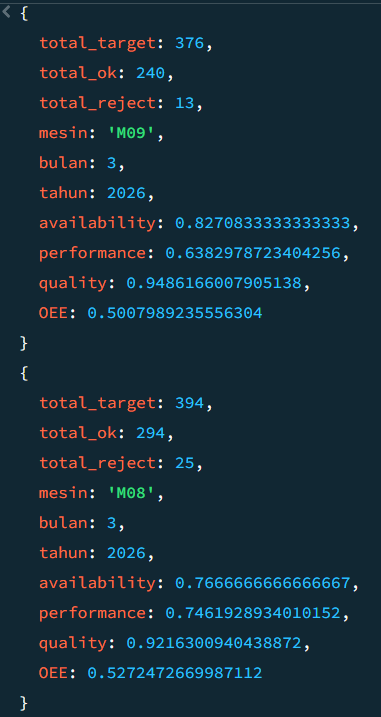 {
total_target: 376,
total_ok: 240,
total_reject: 13,
mesin: 'M09',
bulan: 3,
tahun: 2026,
availability: 0.8270833333333333,
performance: 0.6382978723404256,
quality: 0.9486166007905138,
OEE: 0.5007989235556304
}
{
total_target: 394,
total_ok: 294,
total_reject: 25,
mesin: 'M08',
bulan: 3,
tahun: 2026,
availability: 0.7666666666666667,
performance: 0.7461928934010152,
quality: 0.9216300940438872,
OEE: 0.5272472669987112
}